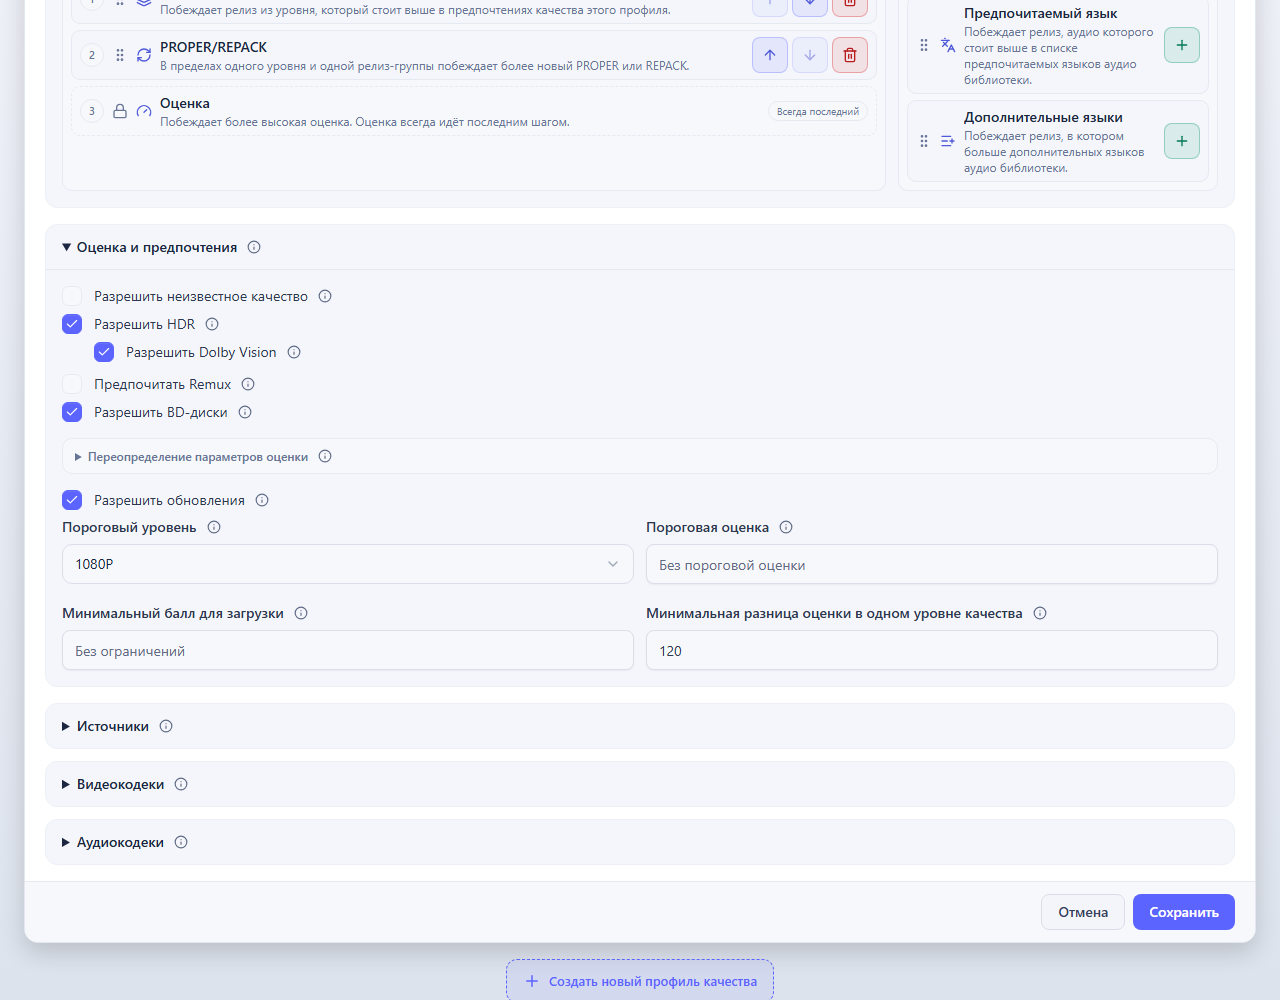 1
Побеждает релиз из уровня, который стоит выше в предпочтениях качества этого профиля.
2
PROPER/REPACK
В пределах одного уровня и одной релиз-группы побеждает более новый PROPER или REPACK.
3
Оценка
Побеждает более высокая оценка. Оценка всегда идёт последним шагом.
Всегда последний
Предпочитаемый язык
Побеждает релиз, аудио которого
стоит выше в списке
предпочитаемых языков аудио
библиотеки.
Дополнительные языки
Побеждает релиз, в котором
больше дополнительных языков
аудио библиотеки.
Оценка и предпочтения
Разрешить неизвестное качество
Разрешить HDR
Разрешить Dolby Vision
Предпочитать Remux
Разрешить BD-диски
Переопределение параметров оценки
Разрешить обновления
Пороговый уровень
1080P
Пороговая оценка
Без пороговой оценки
Минимальный балл для загрузки
Без ограничений
Минимальная разница оценки в одном уровне качества
120
Источники
Видеокодеки
Аудиокодеки
Отмена
Сохранить
Создать новый профиль качества